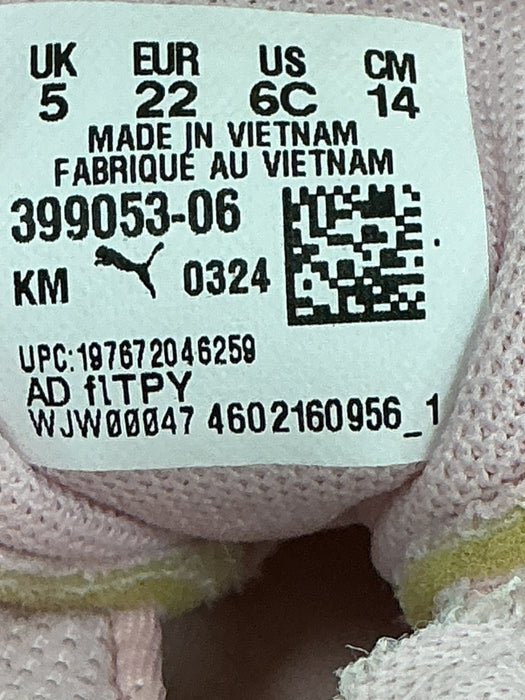 UK EUR US CM
5 22 6C 14
MADE IN VIETNAM
FABRIQUÉ AU VIETNAM
399053-06
KM 0324
UPC:197672046259
AD flTPY
WJW00047 4602160956_1